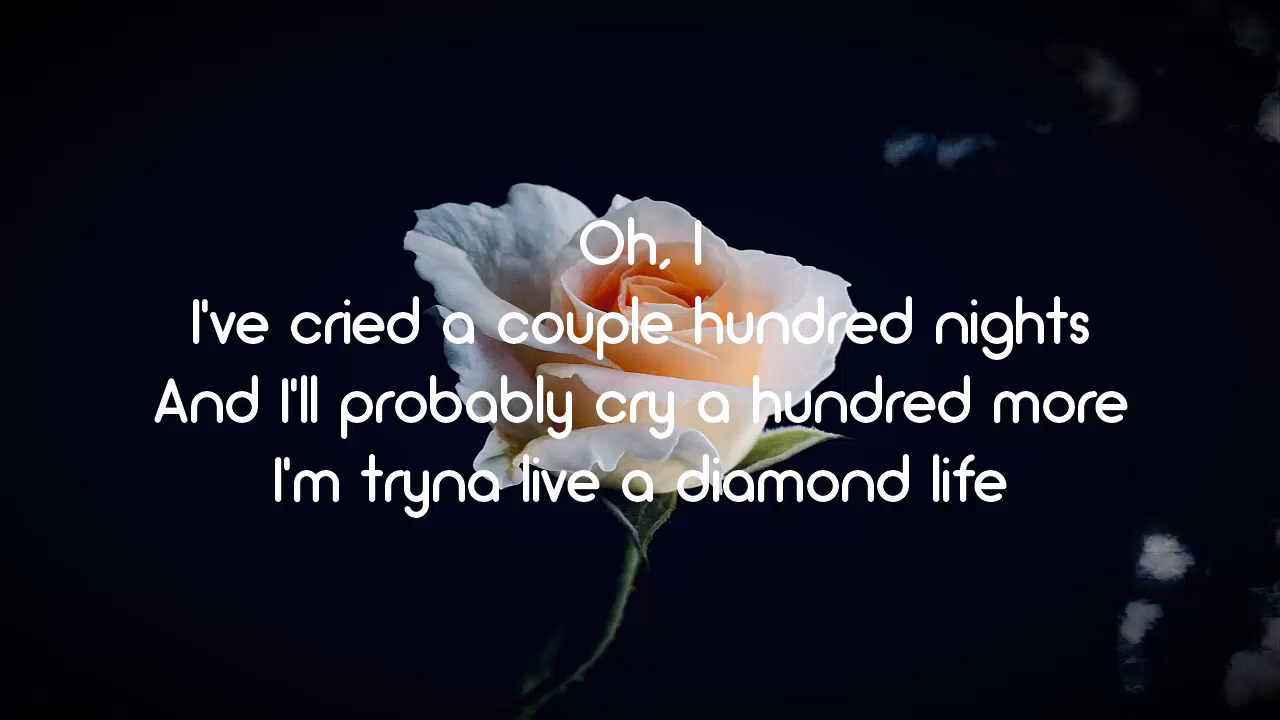 Oh, I
I've cried a couple hundred nights
And I'll probably cry a hundred more
I'm tryna live a diamond life